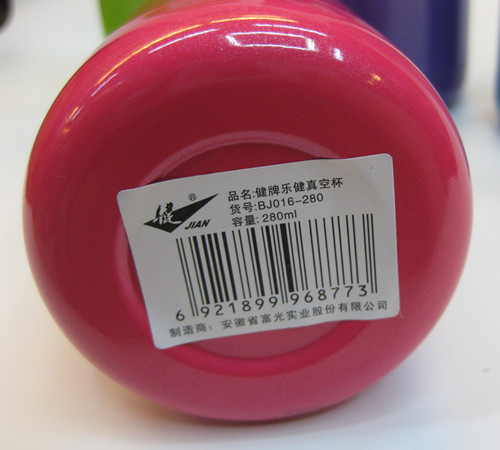 健 ® JIAN
品名:健牌乐健真空杯
货号:BJ016-280
容量:280ml
6 921899 968773
制造商：安徽省富光实业股份有限公司